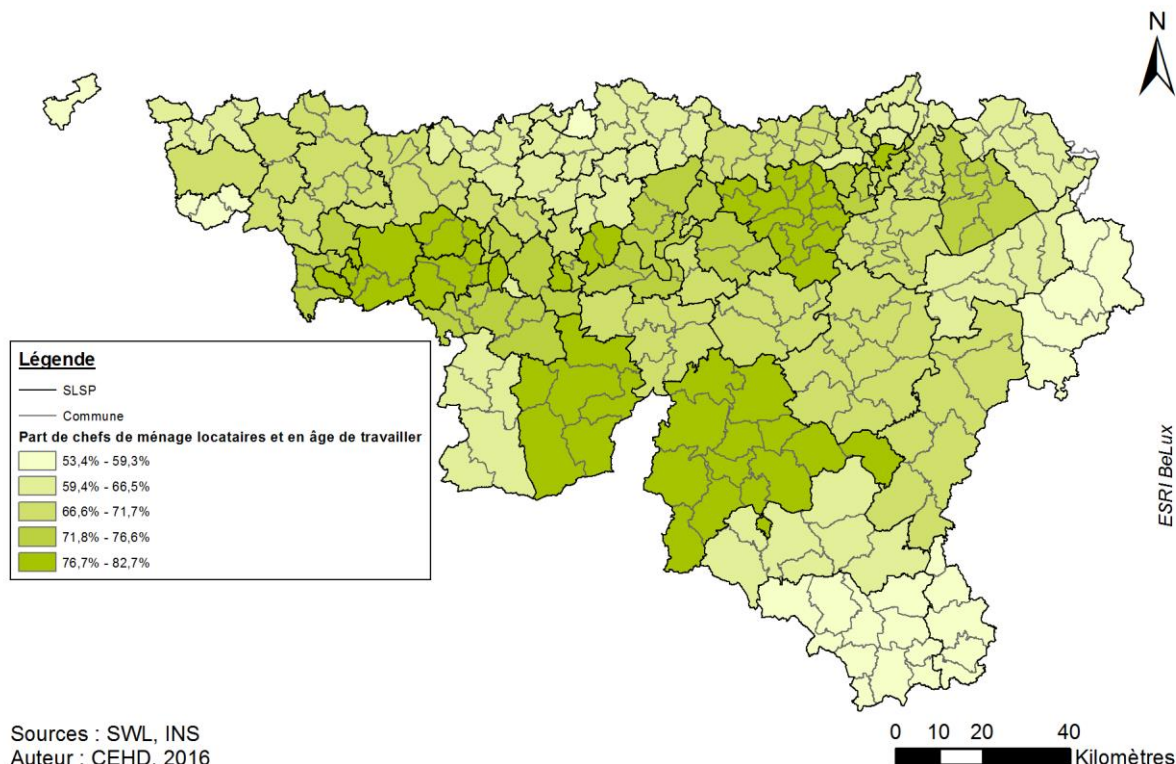 N
Légende
SLSP
Commune
Part de chefs de ménage locataires et en âge de travailler
53,4% - 59,3%
59,4% - 66,5%
66,6% - 71,7%
71,8% - 76,6%
76,7% - 82,7%
ESRI BeLux
Sources : SWL, INS
Auteur : CEHD, 2016
0 10 20 40
Kilomètres